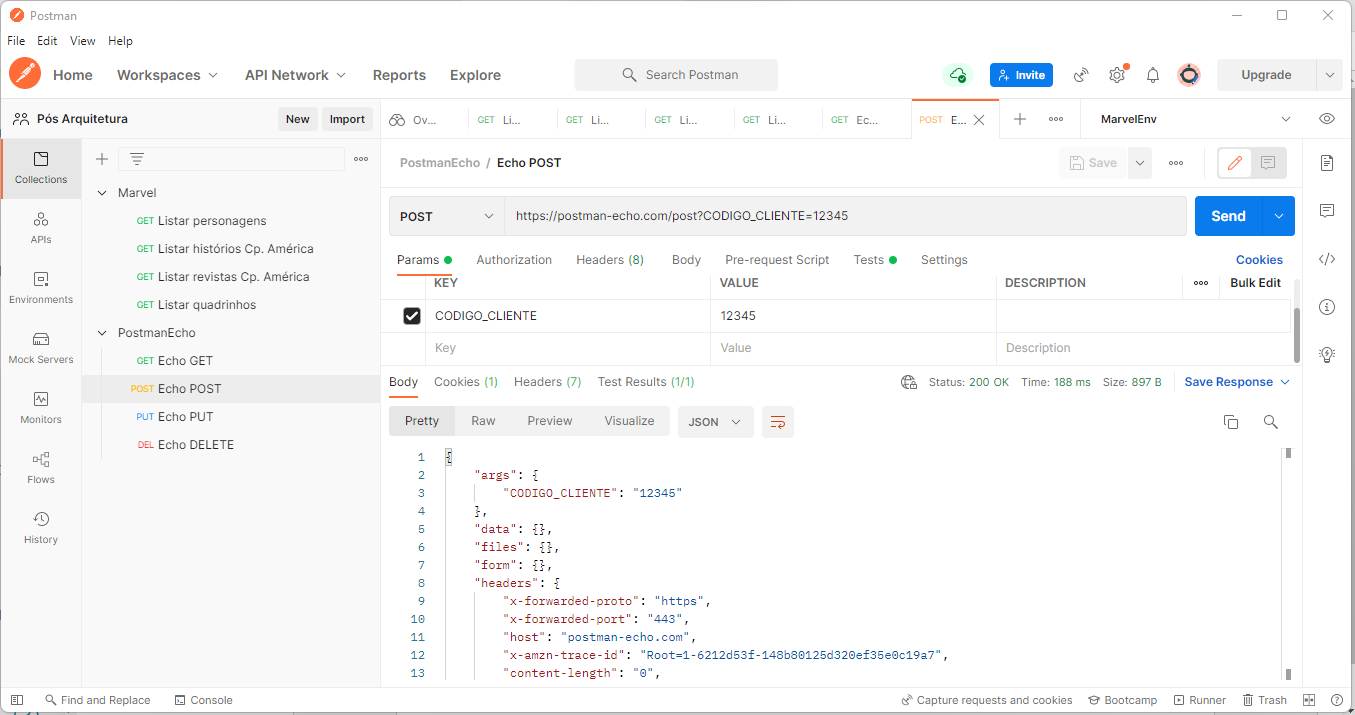 Postman
File Edit View Help
Home Workspaces API Network Reports Explore Search Postman Invite Upgrade
Pós Arquitetura New Import
Ov... GET Li... GET Li... GET Li... GET Li... GET Ec... POST E... MarvelEnv
Collections
APIs
Environments
Mock Servers
Monitors
Flows
History
Marvel
GET Listar personagens
GET Listar histórios Cp. América
GET Listar revistas Cp. América
GET Listar quadrinhos
PostmanEcho
GET Echo GET
POST Echo POST
PUT Echo PUT
DEL Echo DELETE
PostmanEcho / Echo POST Save
POST https://postman-echo.com/post?CODIGO_CLIENTE=12345 Send
Params Authorization Headers (8) Body Pre-request Script Tests Settings Cookies
KEY VALUE DESCRIPTION Bulk Edit
CODIGO_CLIENTE 12345
Key Value Description
Body Cookies (1) Headers (7) Test Results (1/1) Status: 200 OK Time: 188 ms Size: 897 B Save Response
Pretty Raw Preview Visualize JSON
1 {
2 "args": {
3 "CODIGO_CLIENTE": "12345"
4 },
5 "data": {},
6 "files": {},
7 "form": {},
8 "headers": {
9 "x-forwarded-proto": "https",
10 "x-forwarded-port": "443",
11 "host": "postman-echo.com",
12 "x-amzn-trace-id": "Root=1-6212d53f-148b80125d320ef35e0c19a7",
13 "content-length": "0",
Find and Replace Console Capture requests and cookies Bootcamp Runner Trash